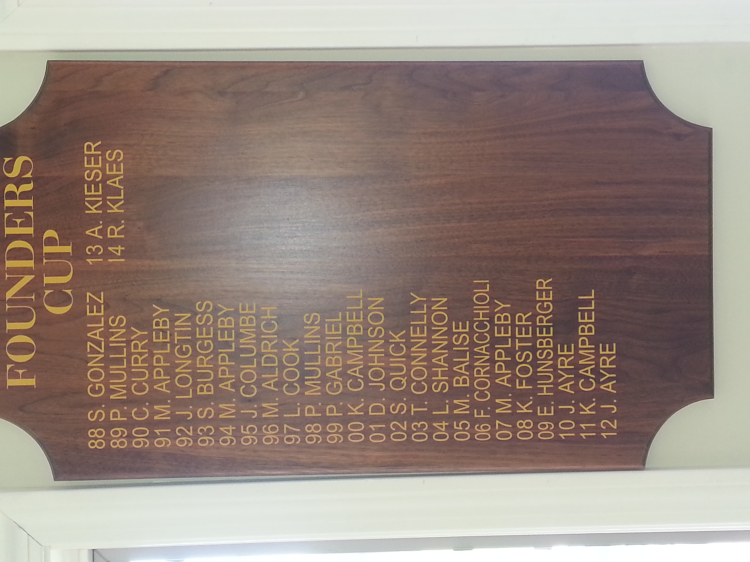 FOUNDERS
CUP
88 S. GONZALEZ
89 P. MULLINS
90 C. CURRY
91 M. APPLEBY
92 J. LONGTIN
93 S. BURGESS
94 M. APPLEBY
95 J. COLUMBE
96 M. ALDRICH
97 L. COOK
98 P. MULLINS
99 P. GABRIEL
00 K. CAMPBELL
01 D. JOHNSON
02 S. QUICK
03 T. CONNELLY
04 L. SHANNON
05 M. BALISE
06 F. CORNACCHIOLI
07 M. APPLEBY
08 K. FOSTER
09 E. HUNSBERGER
10 J. AYRE
11 K. CAMPBELL
12 J. AYRE
13 A. KIESER
14 R. KLAES